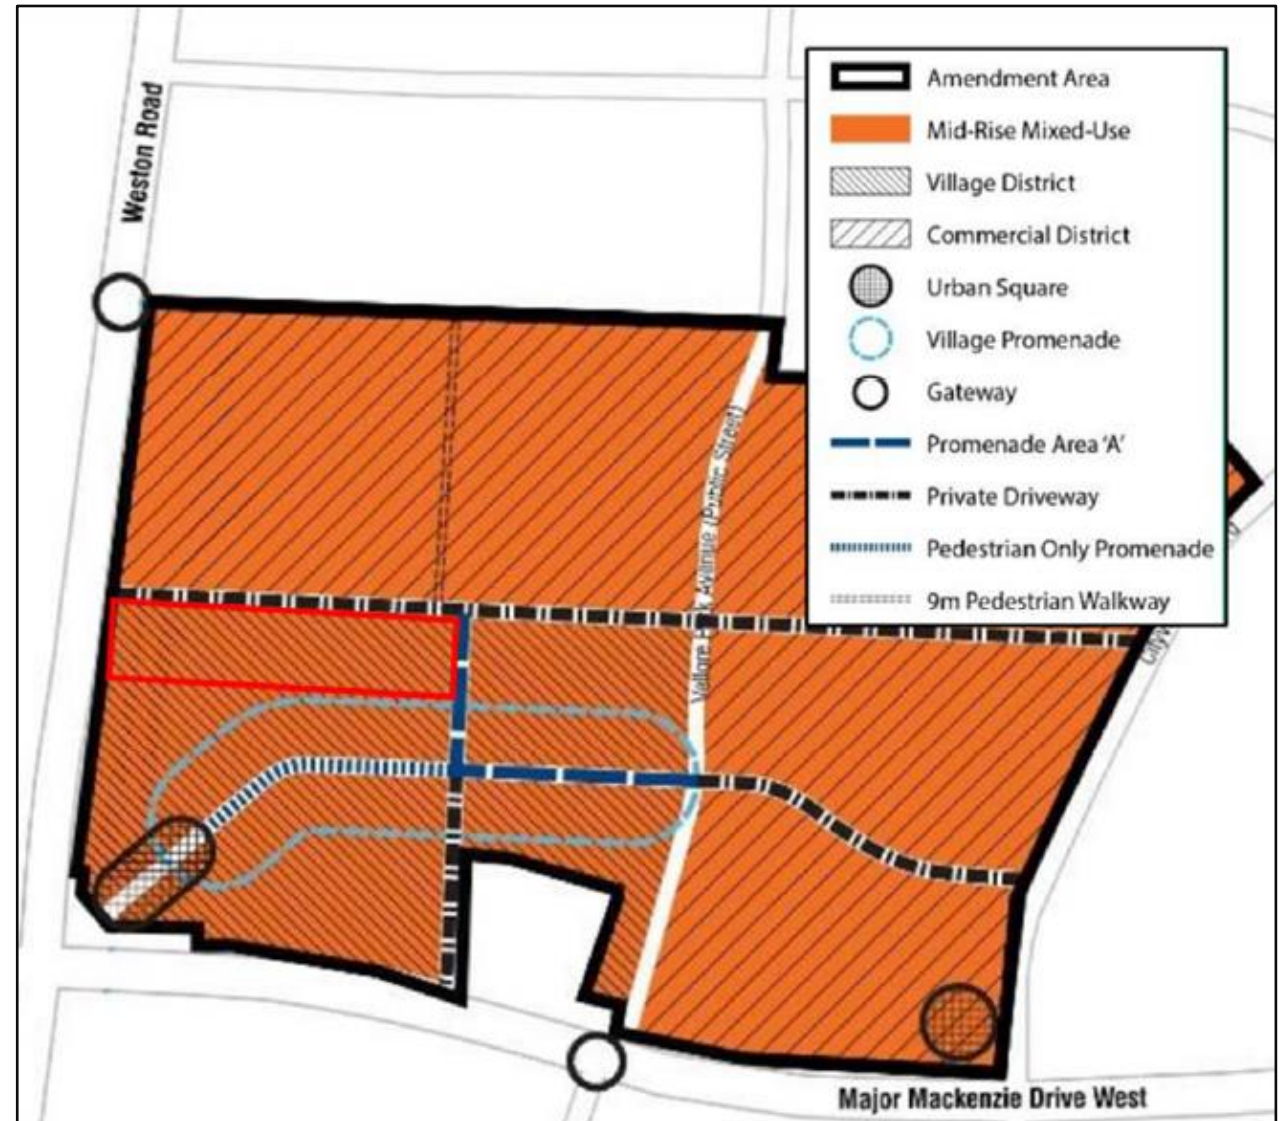 Weston Road
Amendment Area
Mid-Rise Mixed-Use
Village District
Commercial District
Urban Square
Village Promenade
Gateway
Promenade Area ‘A’
Private Driveway
Pedestrian Only Promenade
9m Pedestrian Walkway
Avenue (Public Street)
Major Mackenzie Drive West